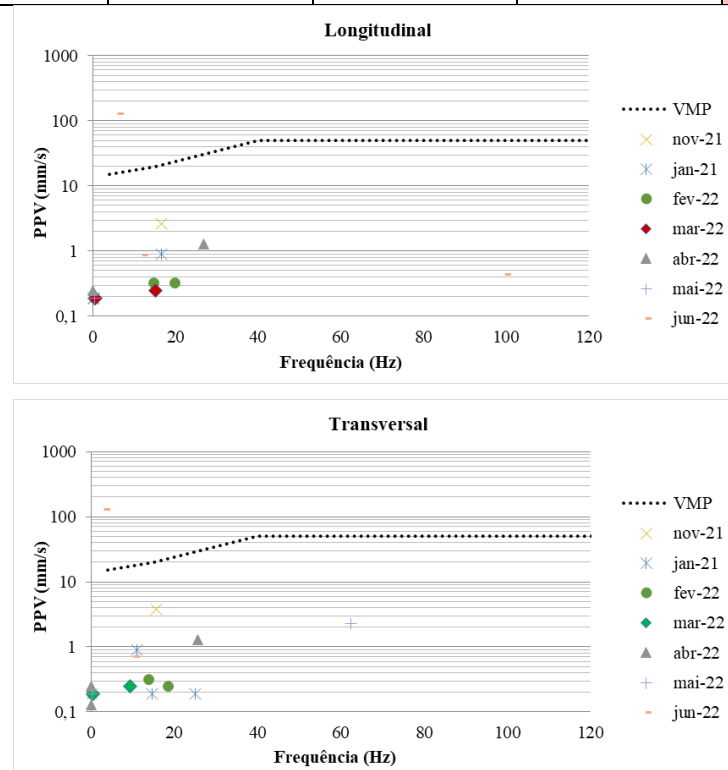 Longitudinal
1000
100
10
1
0,1
PPV (mm/s)
0 20 40 60 80 100 120
Frequência (Hz)
VMP
nov-21
jan-21
fev-22
mar-22
abr-22
mai-22
jun-22
Transversal
1000
100
10
1
0,1
PPV (mm/s)
0 20 40 60 80 100 120
Frequência (Hz)
VMP
nov-21
jan-21
fev-22
mar-22
abr-22
mai-22
jun-22